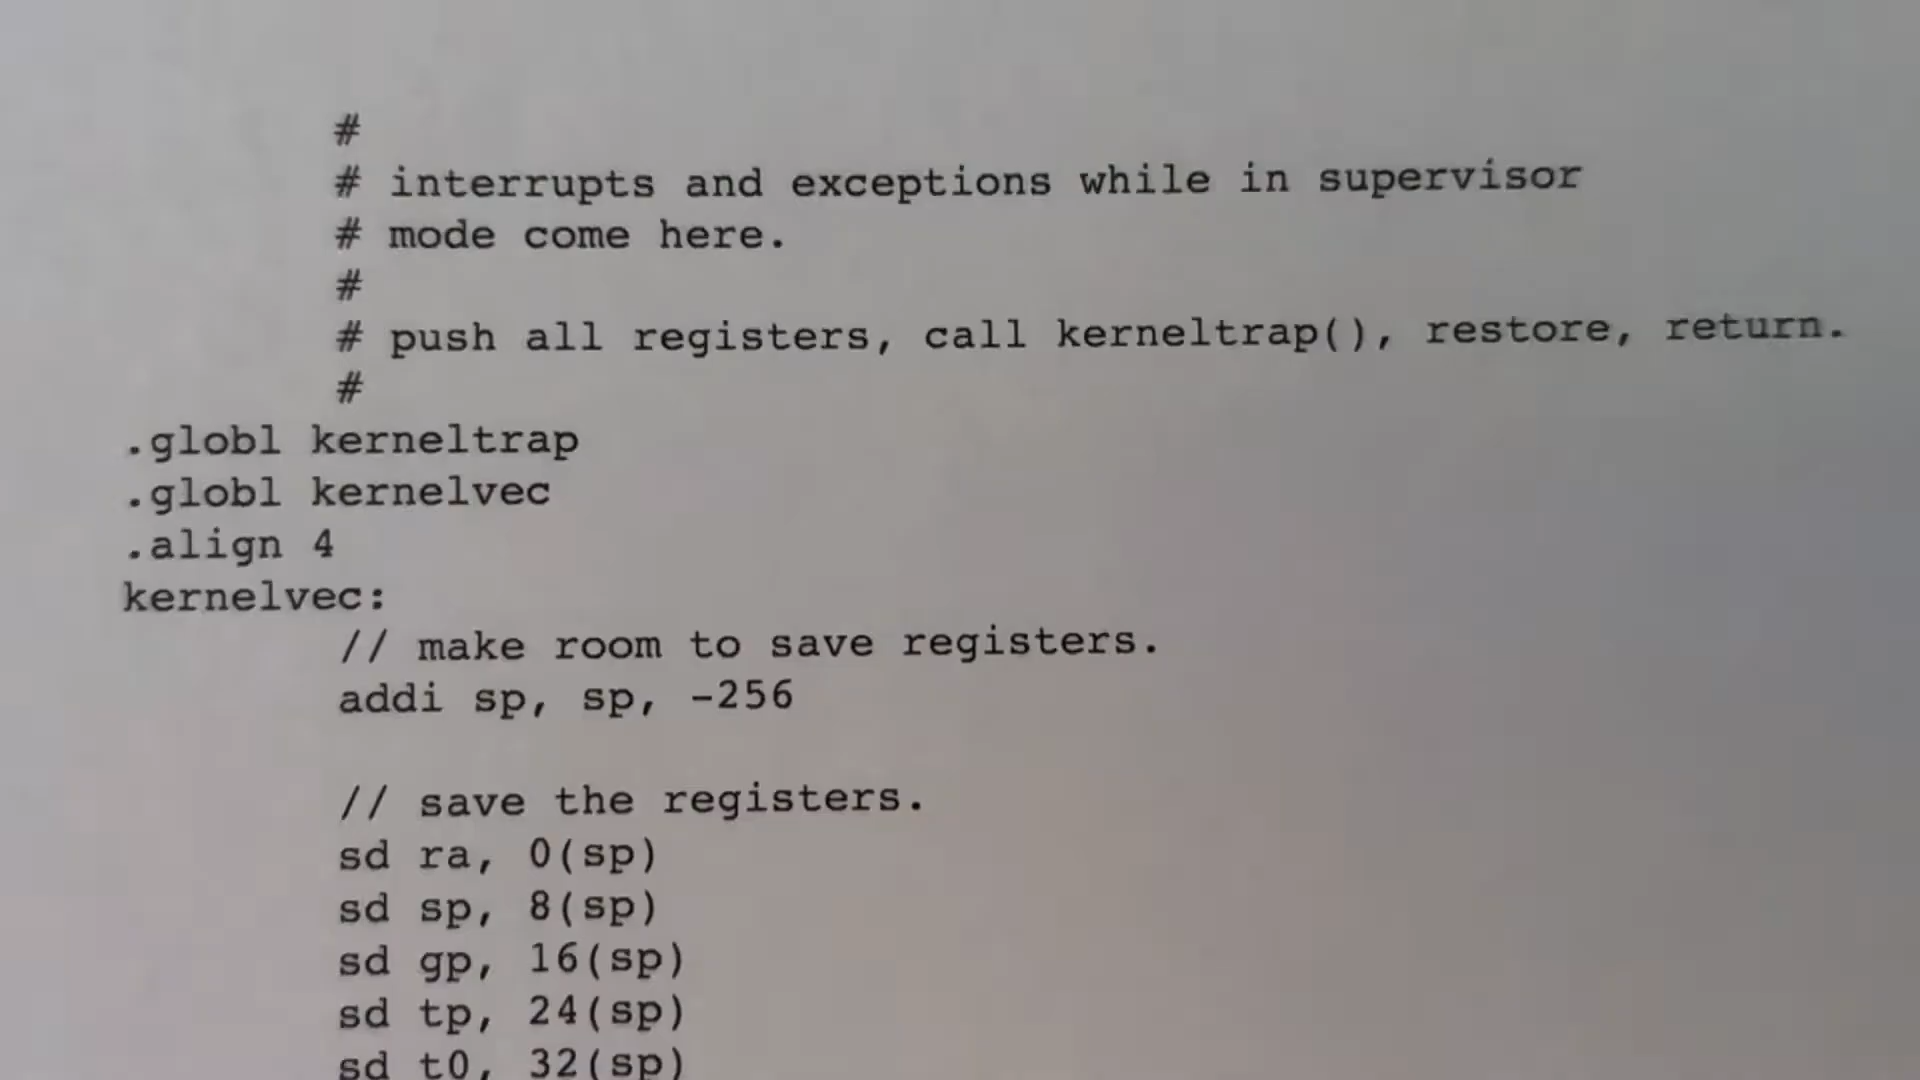 #
# interrupts and exceptions while in supervisor
# mode come here.
#
# push all registers, call kerneltrap(), restore, return.
#
.globl kerneltrap
.globl kernelvec
.align 4
kernelvec:
// make room to save registers.
addi sp, sp, -256
// save the registers.
sd ra, 0(sp)
sd sp, 8(sp)
sd gp, 16(sp)
sd tp, 24(sp)
sd t0, 32(sp)